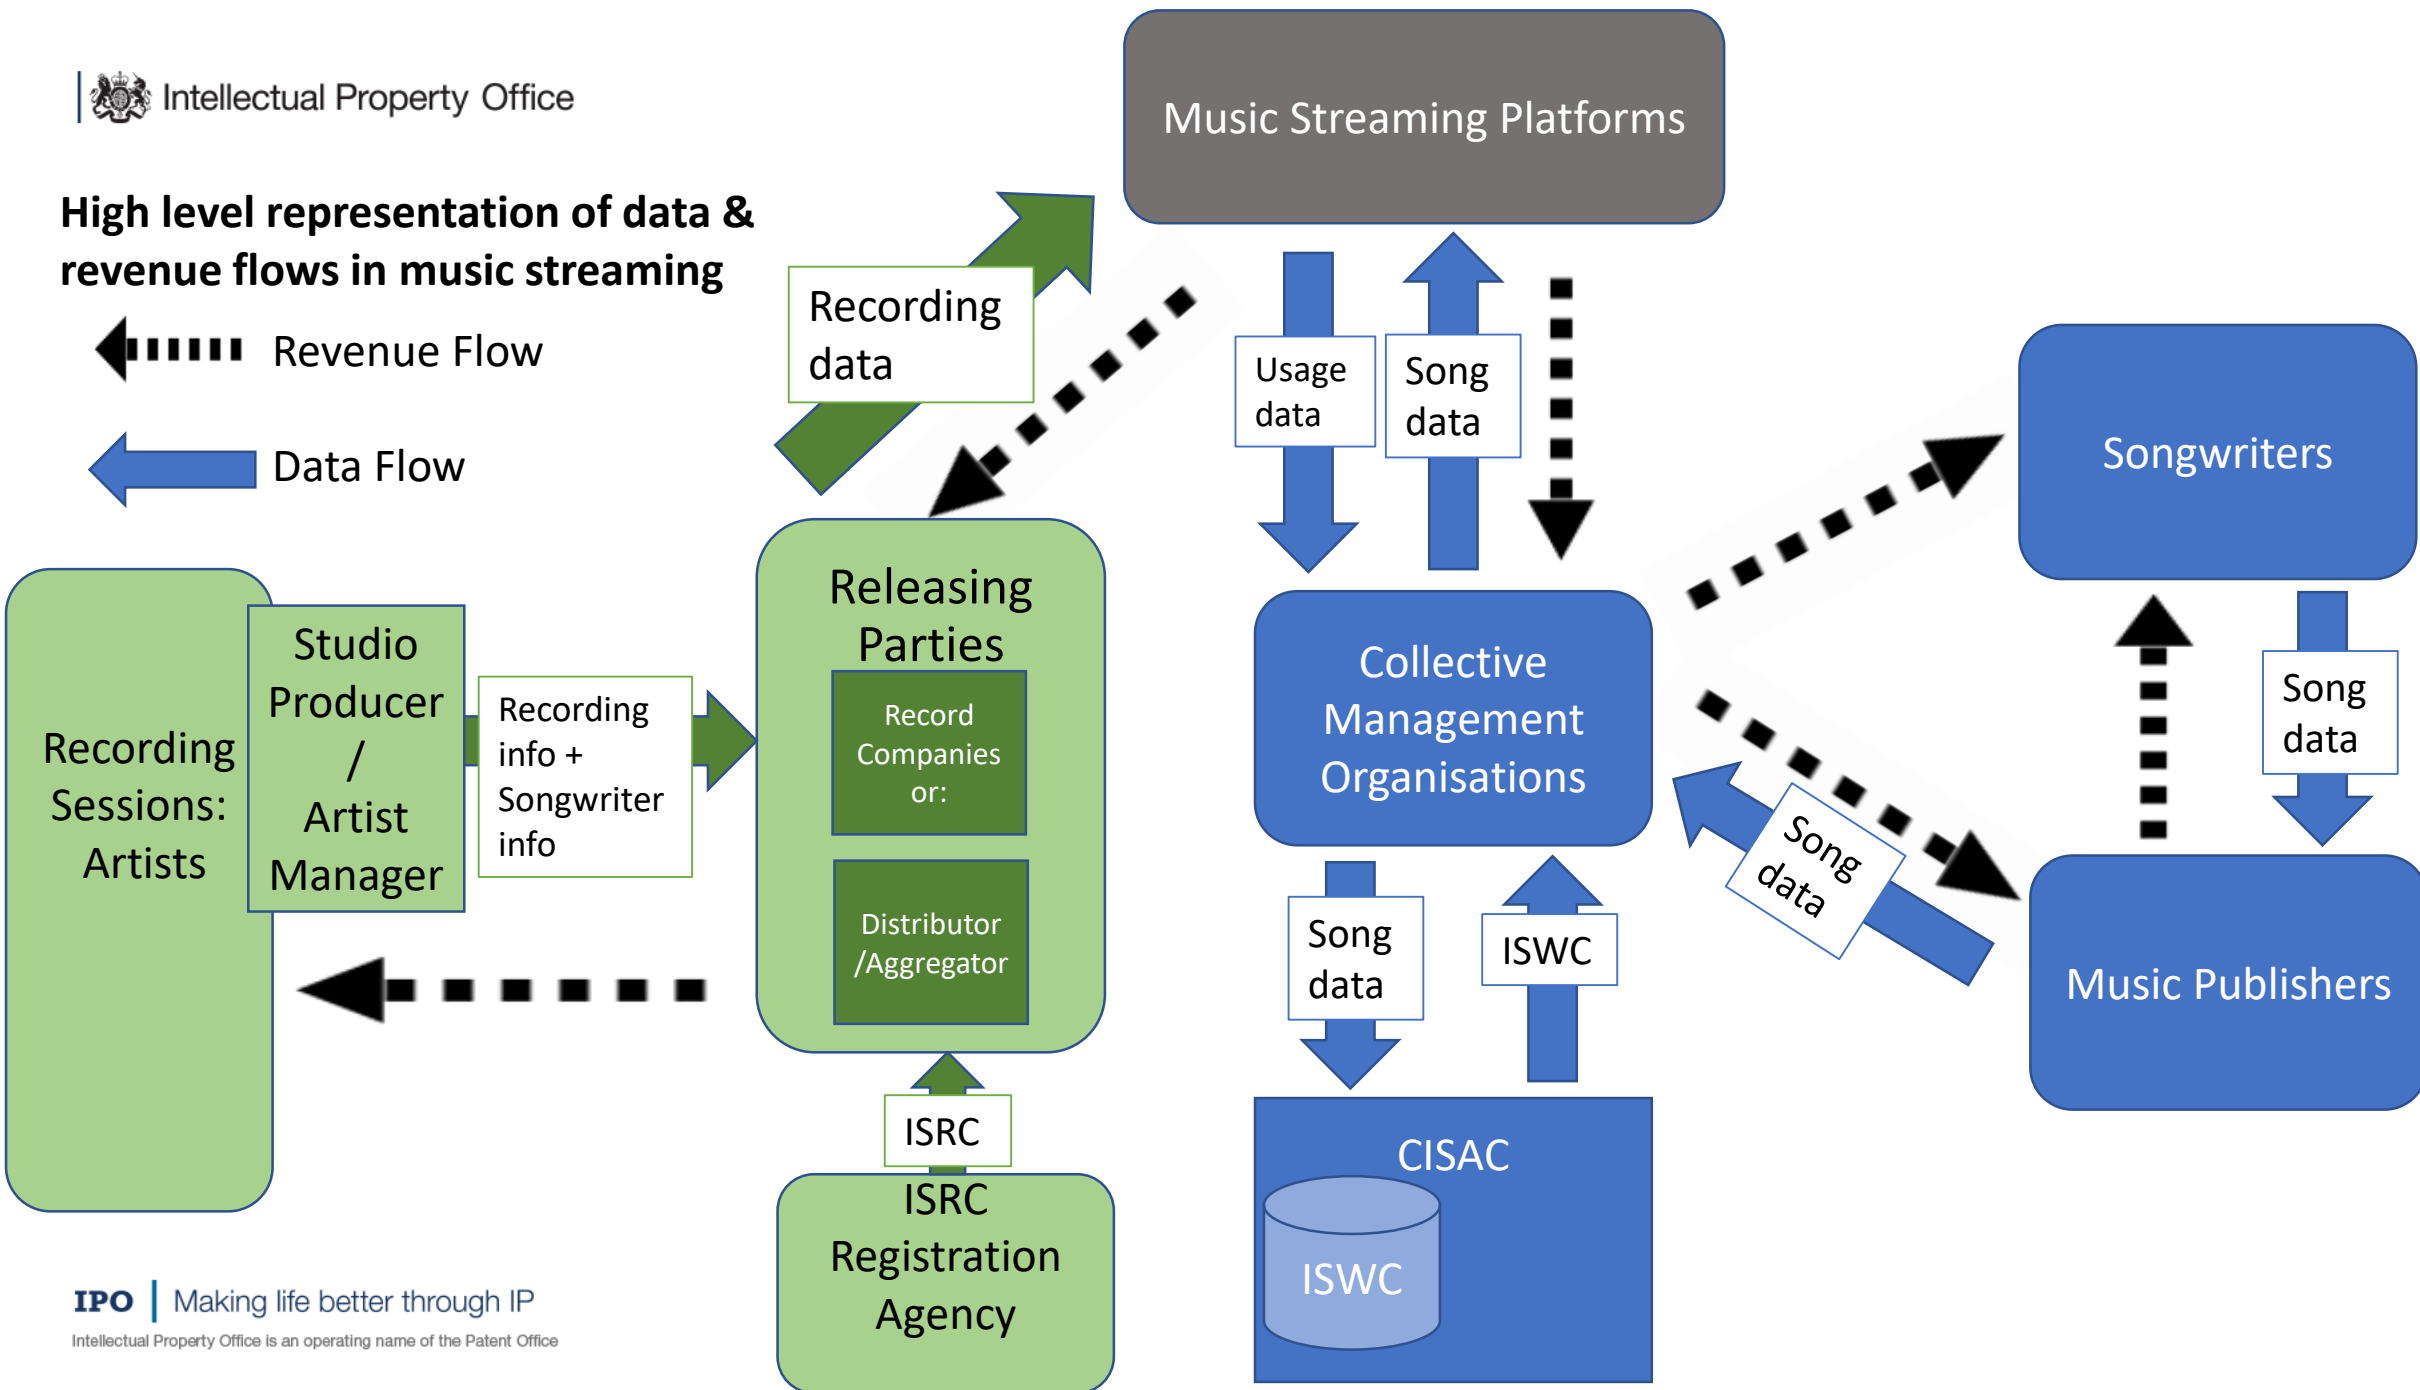 Intellectual Property Office
High level representation of data &
revenue flows in music streaming
Revenue Flow
Data Flow
Music Streaming Platforms
Recording
data
Usage
data
Song
data
Songwriters
Recording
Sessions:
Artists
Studio
Producer
/
Artist
Manager
Recording
info +
Songwriter
info
Releasing
Parties
Record
Companies
or:
Distributor
/Aggregator
Collective
Management
Organisations
Song
data
Song
data
Music Publishers
Song
data
ISWC
ISRC
ISRC
Registration
Agency
CISAC
ISWC
IPO | Making life better through IP
Intellectual Property Office is an operating name of the Patent Office